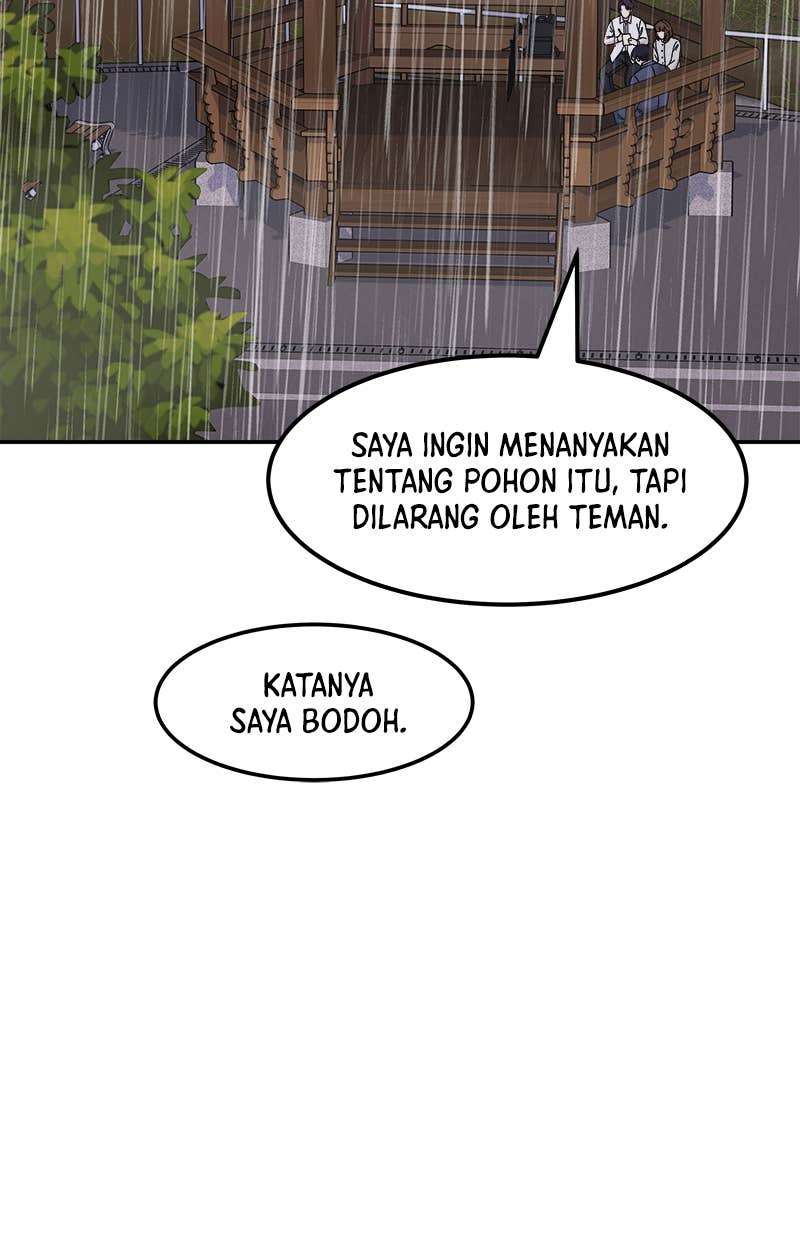 SAYA INGIN MENANYAKAN
TENTANG POHON ITU, TAPI
DILARANG OLEH TEMAN.
KATANYA
SAYA BODOH.